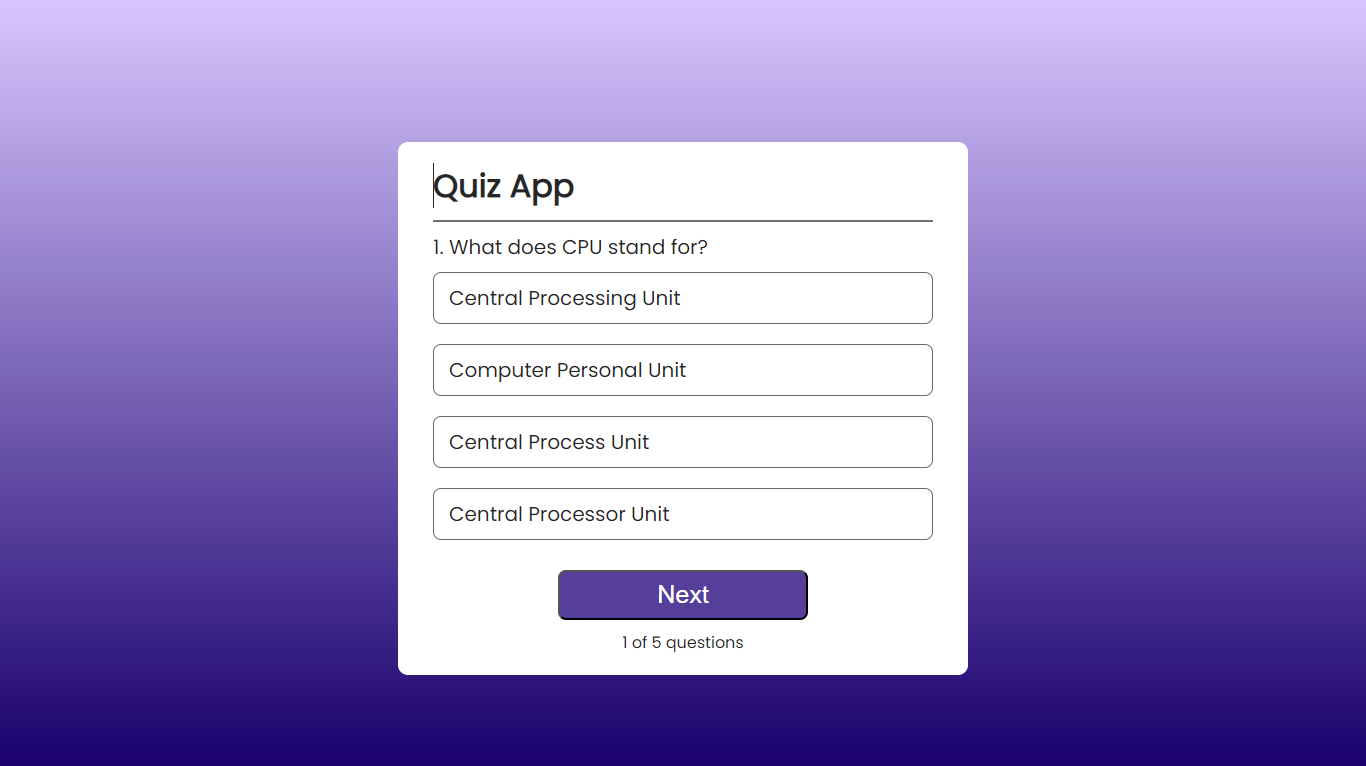 Quiz App
1. What does CPU stand for?
Central Processing Unit
Computer Personal Unit
Central Process Unit
Central Processor Unit
Next
1 of 5 questions